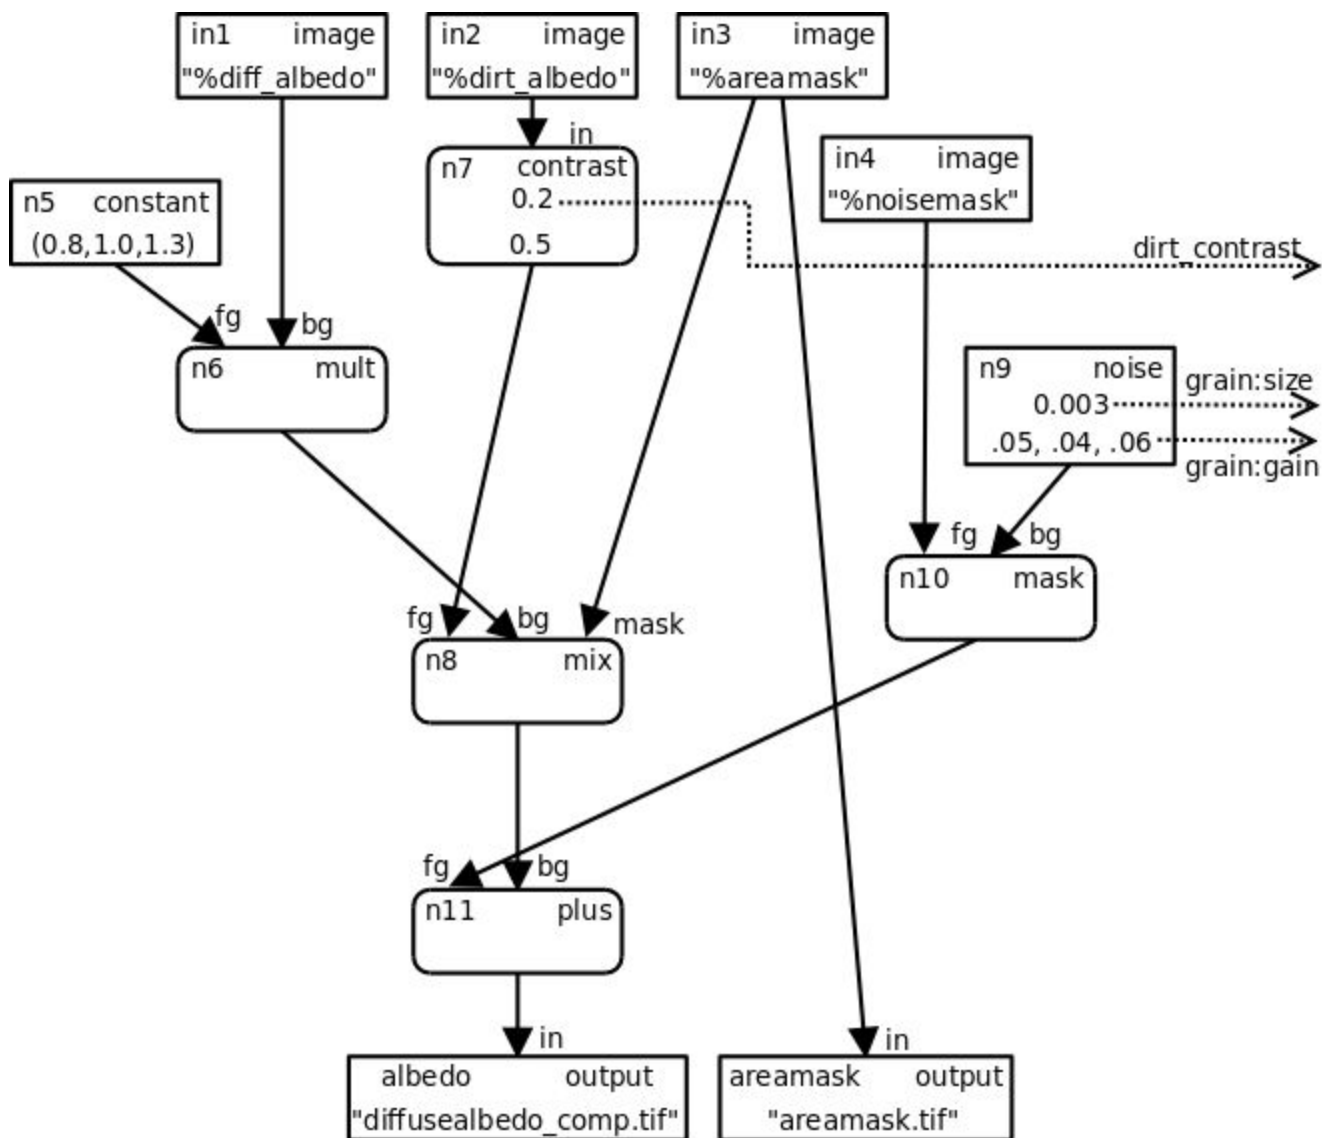 in1 image
"%diff_albedo"
in2 image
"%dirt_albedo"
in3 image
"%areamask"
in
n7 contrast
0.2
0.5
in4 image
"%noisemask"
n5 constant
(0.8,1.0,1.3)
dirt_contrast
fg bg
n6 mult
n9 noise
0.003
.05, .04, .06
grain:size
grain:gain
fg bg
n10 mask
fg bg mask
n8 mix
fg bg
n11 plus
in
albedo output
"diffusealbedo_comp.tif"
in
areamask output
"areamask.tif"